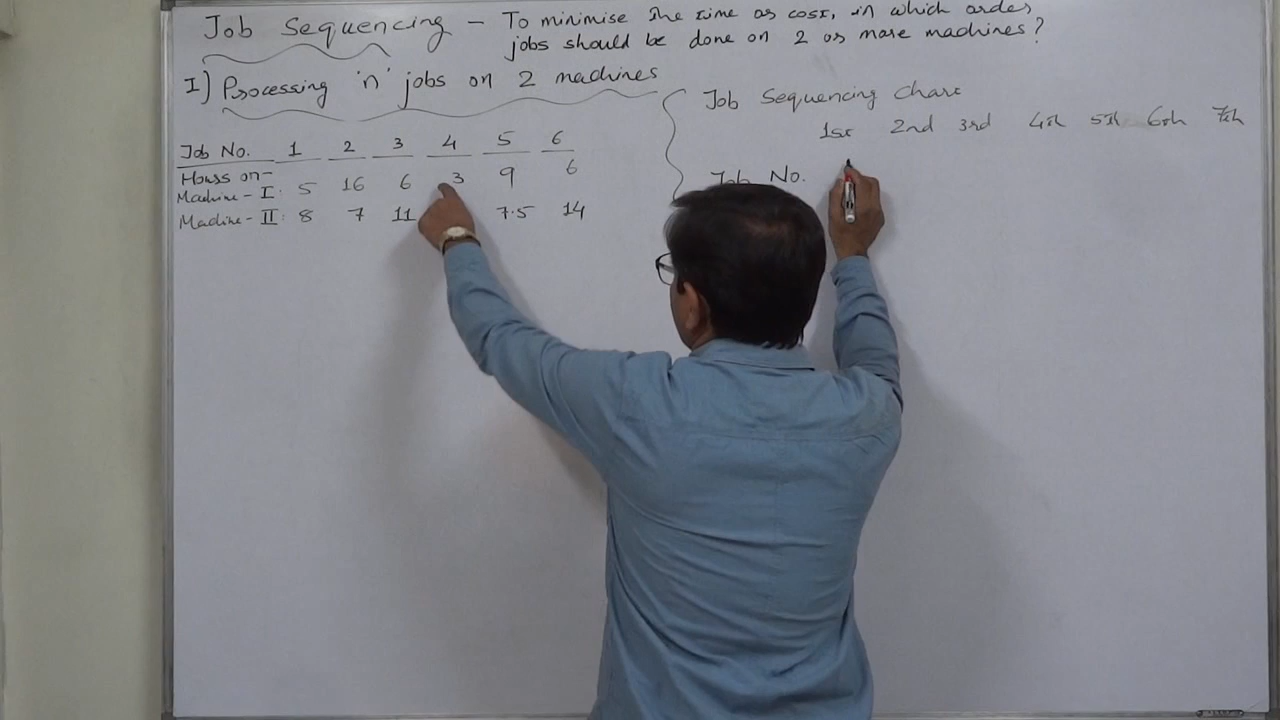 Job Sequencing - To minimise the time or cost, in which order
jobs should be done on 2 or more machines?
I) Processing 'n' jobs on 2 machines
Job Sequencing Chart
1st 2nd 3rd 4th 5th 6th 7th
Job No. 1 2 3 4 5 6
Job No.
Hours on-
Machine-I: 5 16 6 3 9 6
Machine-II: 8 7 11 7.5 14